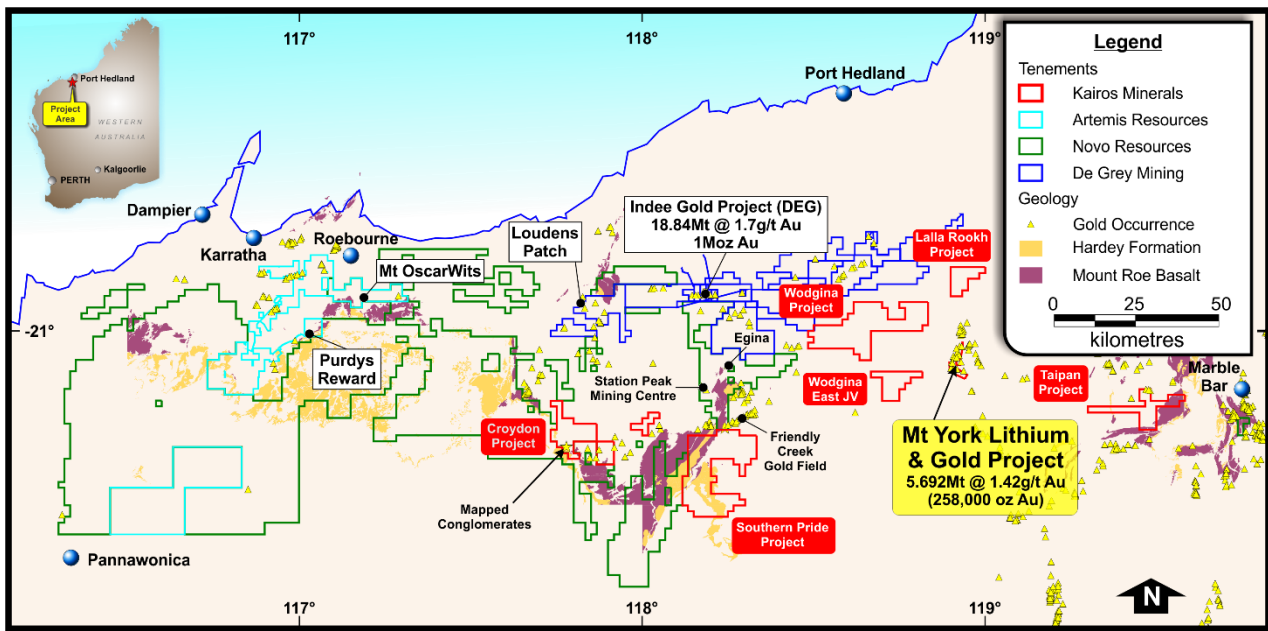 117°
118°
119°
Port Hedland
Project
Area
WESTERN
AUSTRALIA
Kalgoorlie
PERTH
Legend
Tenements
Kairos Minerals
Artemis Resources
Novo Resources
De Grey Mining
Geology
Gold Occurrence
Hardey Formation
Mount Roe Basalt
0 25 50
kilometres
Port Hedland
Dampier
Karratha
Roebourne
Mt OscarWits
Loudens
Patch
Indee Gold Project (DEG)
18.84Mt @ 1.7g/t Au
1Moz Au
Lalla Rookh
Project
Wodgina
Project
-21°
Purdys
Reward
Egina
Station Peak
Mining Centre
Wodgina
East JV
Taipan
Project
Marble
Bar
Croydon
Project
Friendly
Creek
Gold Field
Mt York Lithium
& Gold Project
5.692Mt @ 1.42g/t Au
(258,000 oz Au)
Mapped
Conglomerates
Southern Pride
Project
Pannawonica
N
117°
118°
119°